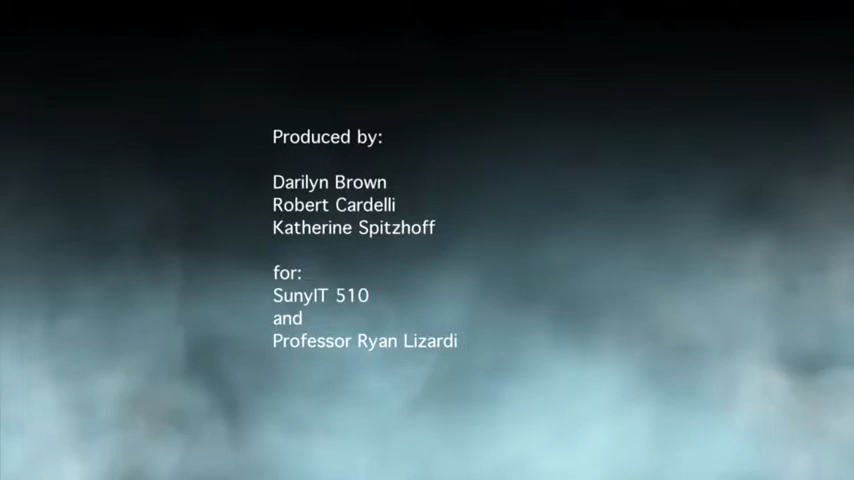 Produced by:
Darilyn Brown
Robert Cardelli
Katherine Spitzhoff
for:
SunyIT 510
and
Professor Ryan Lizardi